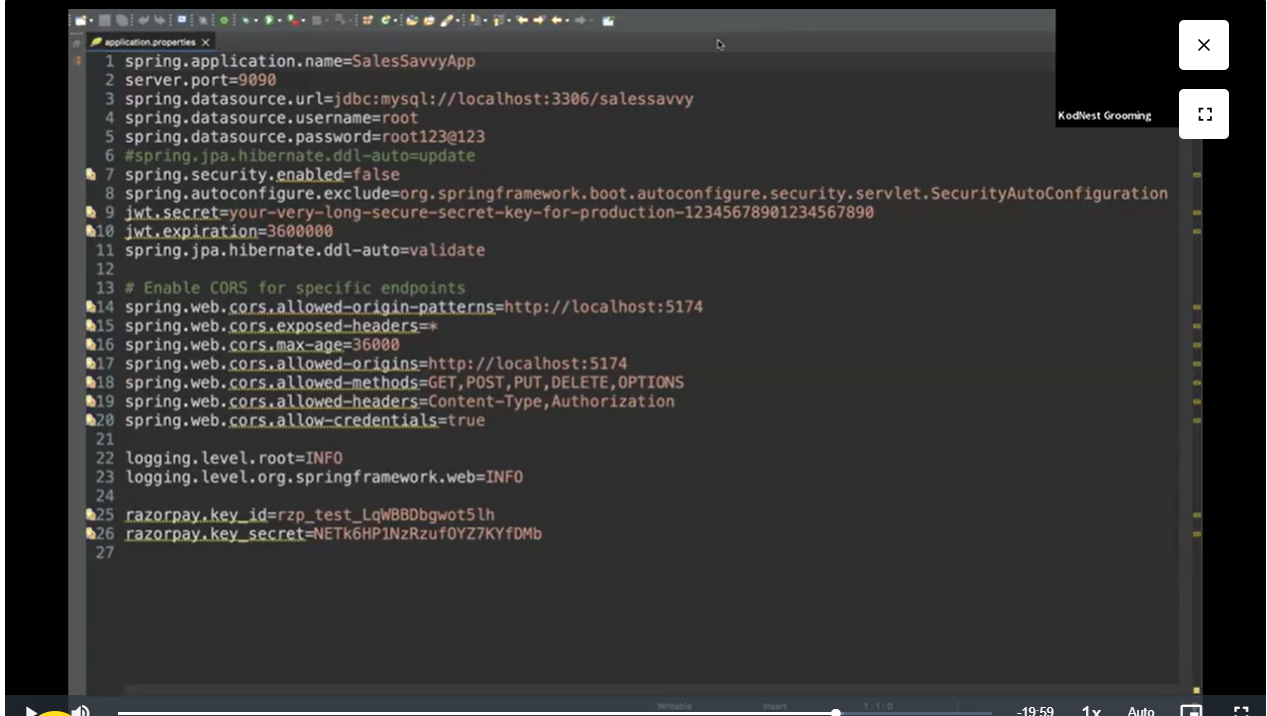 application.properties
KodNest Grooming
1 spring.application.name=SalesSavvyApp
2 server.port=9090
3 spring.datasource.url=jdbc:mysql://localhost:3306/salessavvy
4 spring.datasource.username=root
5 spring.datasource.password=root123@123
6 #spring.jpa.hibernate.ddl-auto=update
7 spring.security.enabled=false
8 spring.autoconfigure.exclude=org.springframework.boot.autoconfigure.security.servlet.SecurityAutoConfiguration
9 jwt.secret=your-very-long-secure-secret-key-for-production-12345678901234567890
10 jwt.expiration=3600000
11 spring.jpa.hibernate.ddl-auto=validate
12
13 # Enable CORS for specific endpoints
14 spring.web.cors.allowed-origin-patterns=http://localhost:5174
15 spring.web.cors.exposed-headers=*
16 spring.web.cors.max-age=36000
17 spring.web.cors.allowed-origins=http://localhost:5174
18 spring.web.cors.allowed-methods=GET,POST,PUT,DELETE,OPTIONS
19 spring.web.cors.allowed-headers=Content-Type,Authorization
20 spring.web.cors.allow-credentials=true
21
22 logging.level.root=INFO
23 logging.level.org.springframework.web=INFO
24
25 razorpay.key_id=rzp_test_LqWBBDbgwot5lh
26 razorpay.key_secret=NETk6HP1NzRzufOYZ7KYfDMb
27
Writable Insert 1:1:0
-19:59 1x Auto